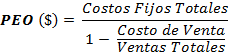 PEO ($) = Costos Fijos Totales
1 − Costo de Venta
Ventas Totales